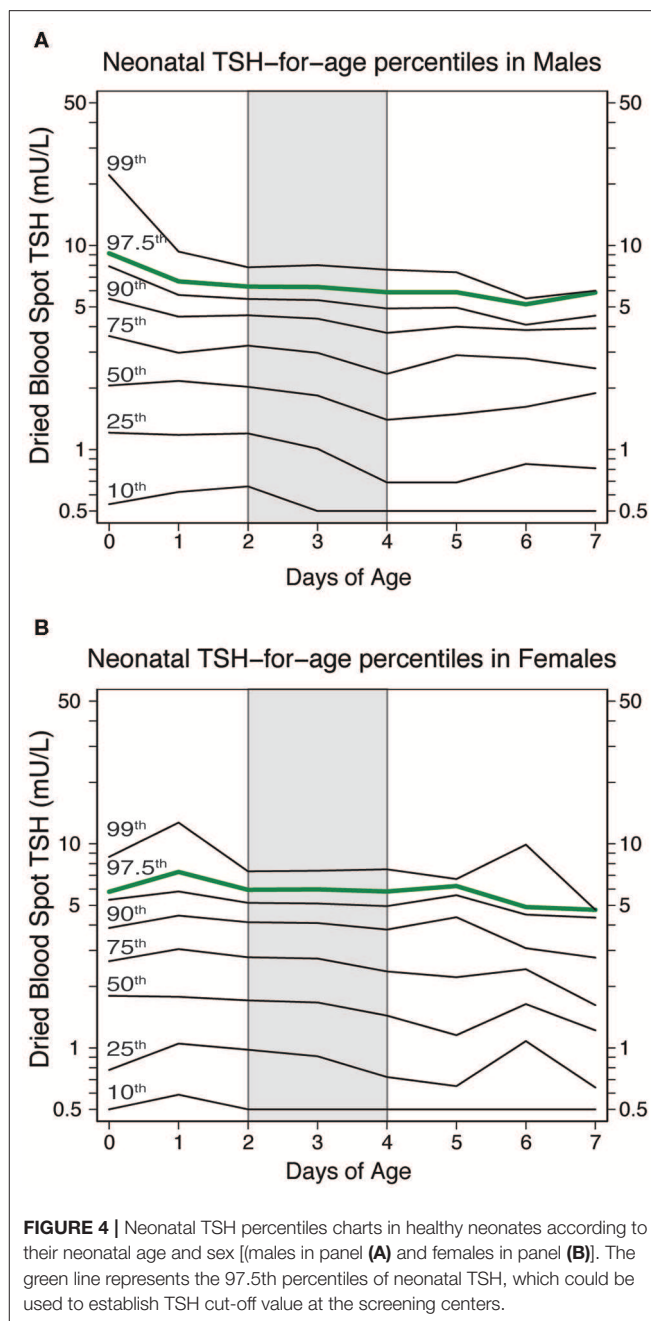 A
Neonatal TSH–for–age percentiles in Males
Dried Blood Spot TSH (mU/L)
50
10
5
1
0.5
50
10
5
1
0.5
99th
97.5th
90th
75th
50th
25th
10th
0 1 2 3 4 5 6 7
Days of Age
B
Neonatal TSH–for–age percentiles in Females
Dried Blood Spot TSH (mU/L)
50
10
5
1
0.5
50
10
5
1
0.5
99th
97.5th
90th
75th
50th
25th
10th
0 1 2 3 4 5 6 7
Days of Age
FIGURE 4 | Neonatal TSH percentiles charts in healthy neonates according to
their neonatal age and sex [(males in panel (A) and females in panel (B)]. The
green line represents the 97.5th percentiles of neonatal TSH, which could be
used to establish TSH cut-off value at the screening centers.